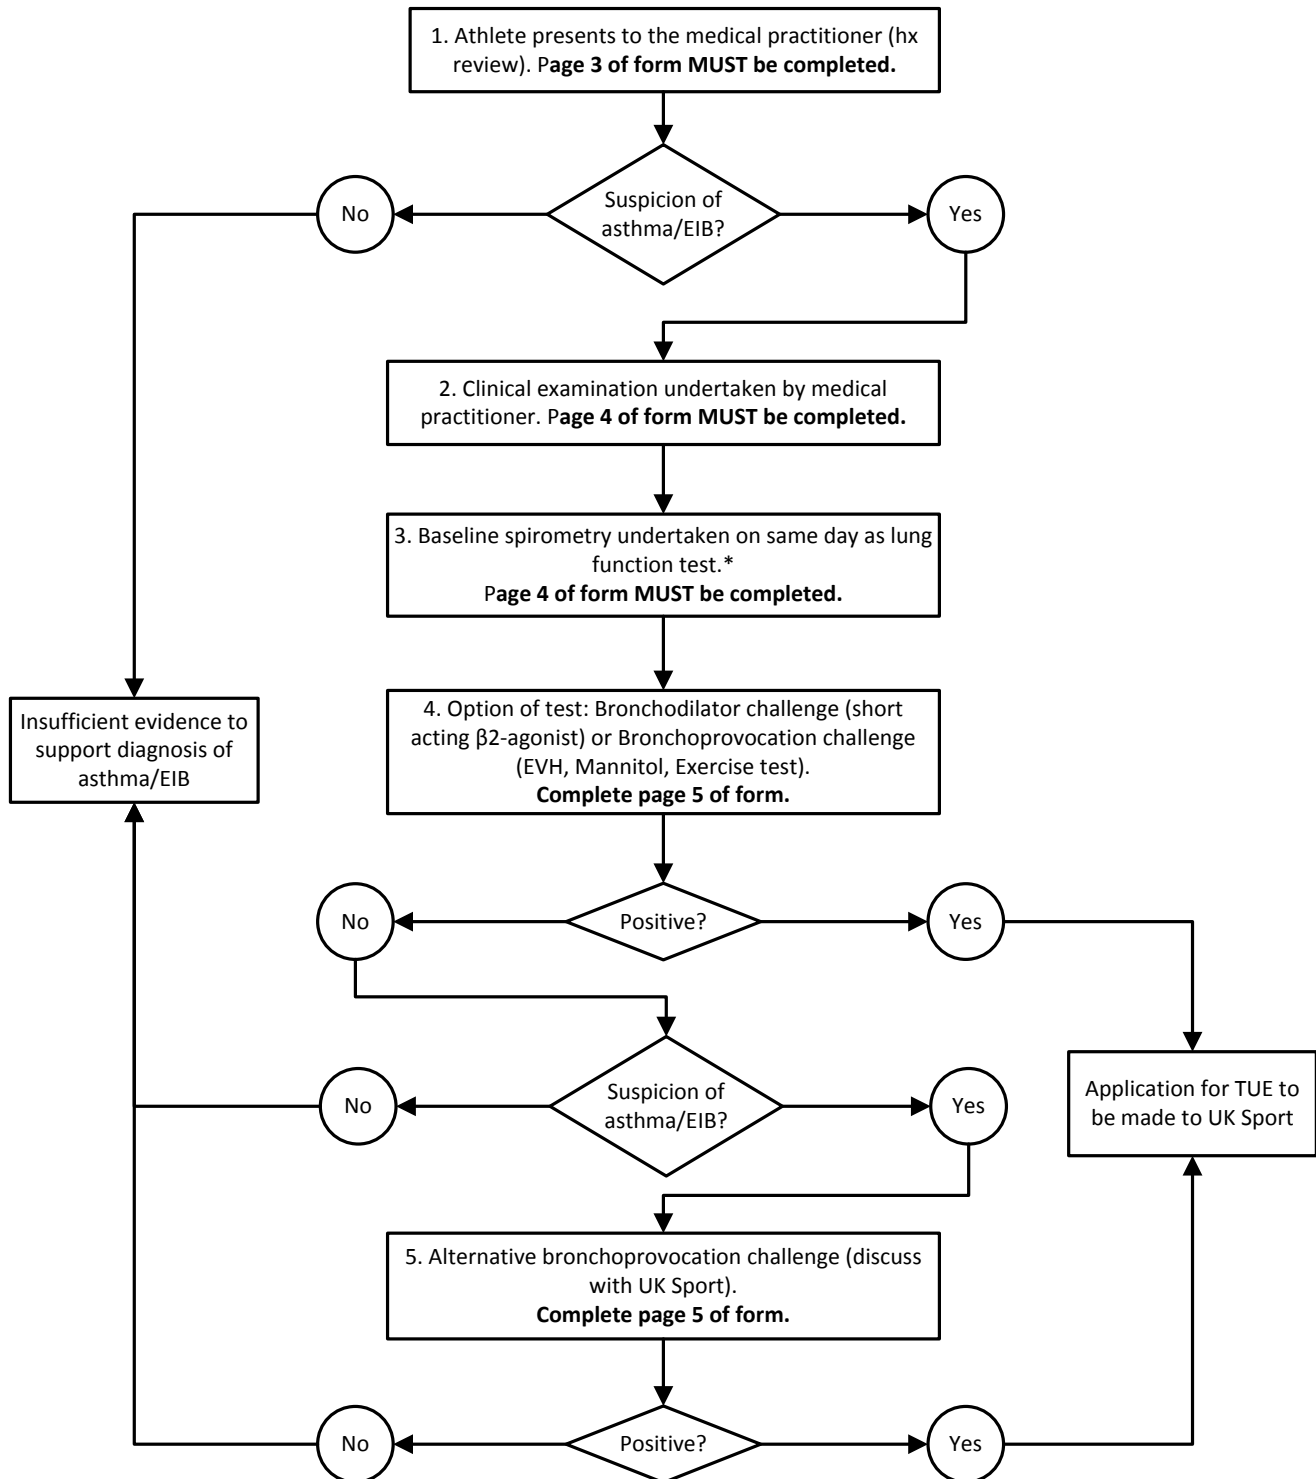 1. Athlete presents to the medical practitioner (hx
review). Page 3 of form MUST be completed.
Suspicion of
asthma/EIB?
No
Yes
2. Clinical examination undertaken by medical
practitioner. Page 4 of form MUST be completed.
3. Baseline spirometry undertaken on same day as lung
function test.*
Page 4 of form MUST be completed.
Insufficient evidence to
support diagnosis of
asthma/EIB
4. Option of test: Bronchodilator challenge (short
acting β2-agonist) or Bronchoprovocation challenge
(EVH, Mannitol, Exercise test).
Complete page 5 of form.
No
Positive?
Yes
No
Suspicion of
asthma/EIB?
Yes
Application for TUE to
be made to UK Sport
5. Alternative bronchoprovocation challenge (discuss
with UK Sport).
Complete page 5 of form.
No
Positive?
Yes